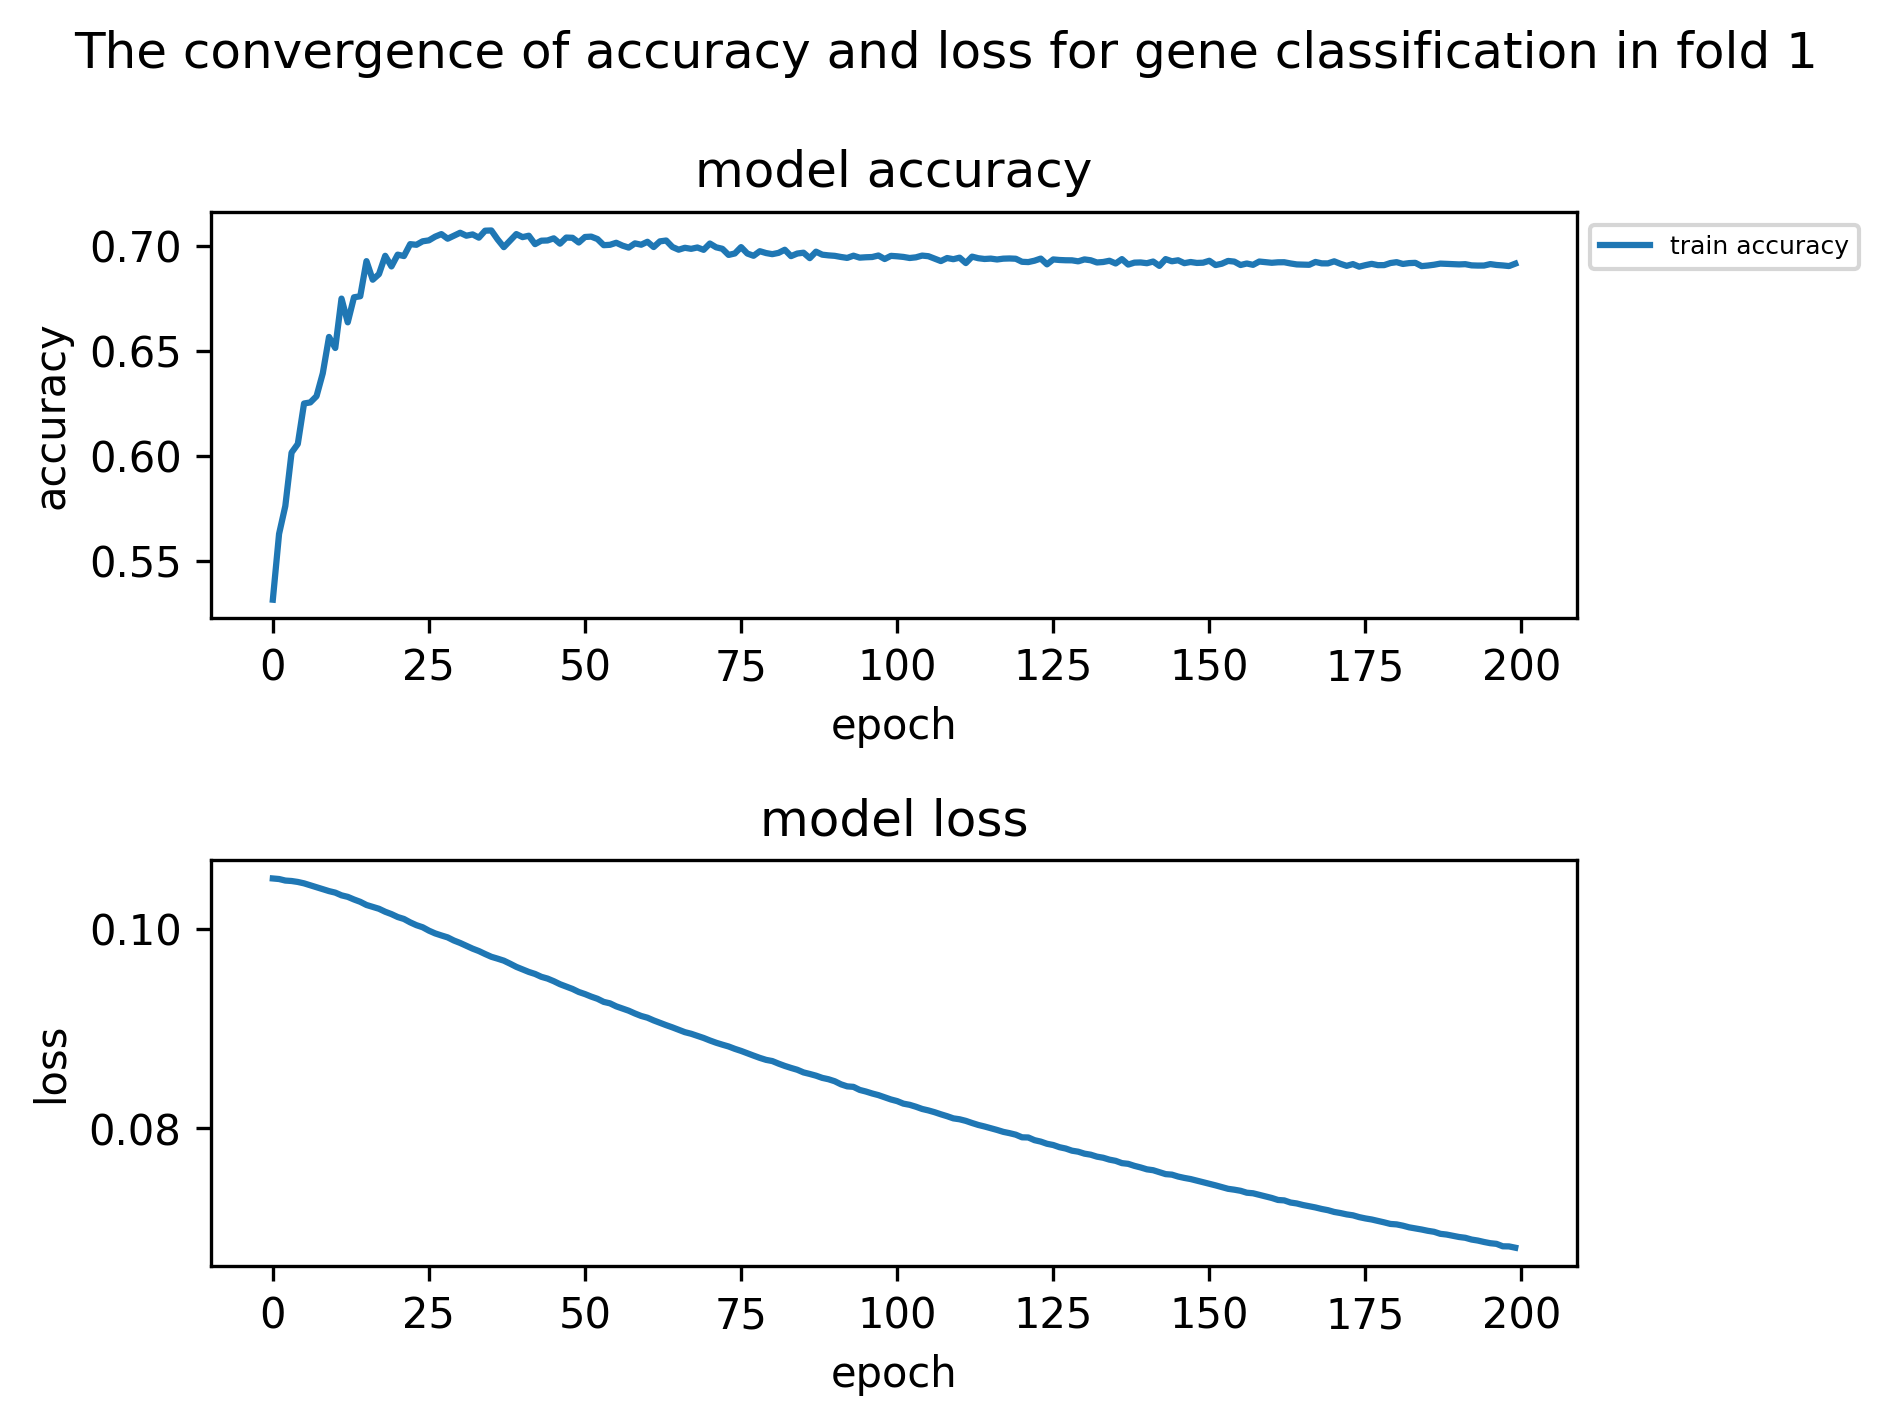 The convergence of accuracy and loss for gene classification in fold 1
model accuracy
train accuracy
accuracy
0.70
0.65
0.60
0.55
0 25 50 75 100 125 150 175 200
epoch
model loss
loss
0.10
0.08
0 25 50 75 100 125 150 175 200
epoch